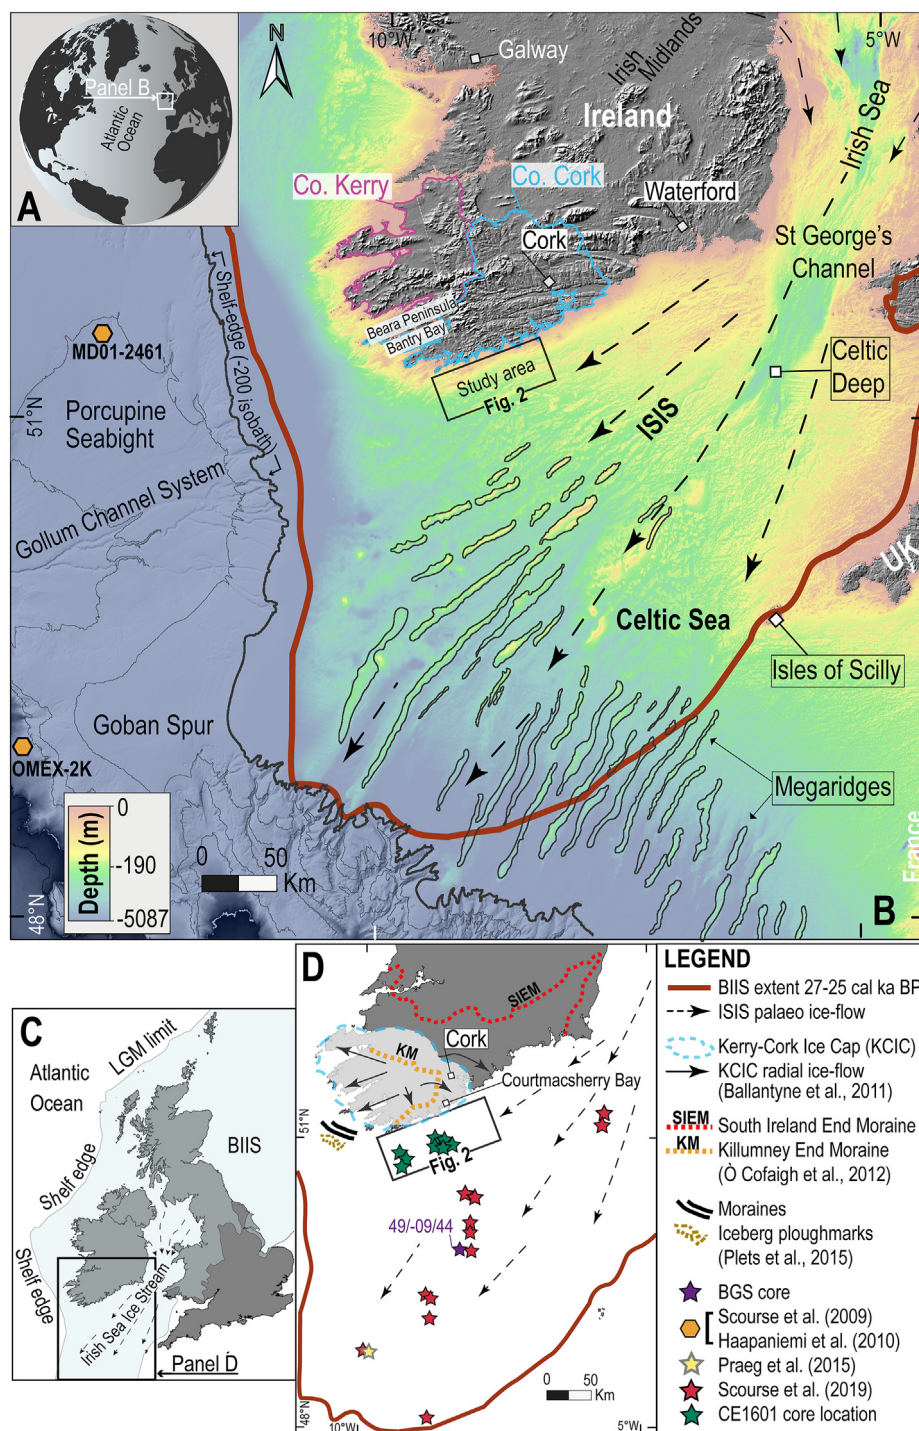 A
Panel B
Atlantic
Ocean
N
10°W
5°W
Galway
Irish
Midlands
Ireland
Irish Sea
Co. Kerry
Co. Cork
Waterford
Cork
St George's
Channel
Beara Peninsula
Bantry Bay
Shelf-edge (-200 isobath)
MD01-2461
Study area
Fig. 2
Celtic
Deep
51°N
Porcupine
Seabight
ISIS
Gollum Channel System
UK
Celtic Sea
Isles of Scilly
Goban Spur
OMEX-2K
Megaridges
Depth (m)
0
-190
-5087
0
50
Km
France
48°N
B
C
LGM limit
Atlantic
Ocean
BIIS
Shelf edge
Shelf edge
Irish Sea Ice Stream
Panel D
D
SIEM
KM
Cork
Courtmacsherry Bay
51°N
Fig. 2
49/-09/44
0
50
Km
48°N
10°W
5°W
LEGEND
BIIS extent 27-25 cal ka BP
ISIS palaeo ice-flow
Kerry-Cork Ice Cap (KCIC)
KCIC radial ice-flow
(Ballantyne et al., 2011)
SIEM
South Ireland End Moraine
KM
Killumney End Moraine
(Ò Cofaigh et al., 2012)
Moraines
Iceberg ploughmarks
(Plets et al., 2015)
BGS core
Scourse et al. (2009)
Haapaniemi et al. (2010)
Praeg et al. (2015)
Scourse et al. (2019)
CE1601 core location